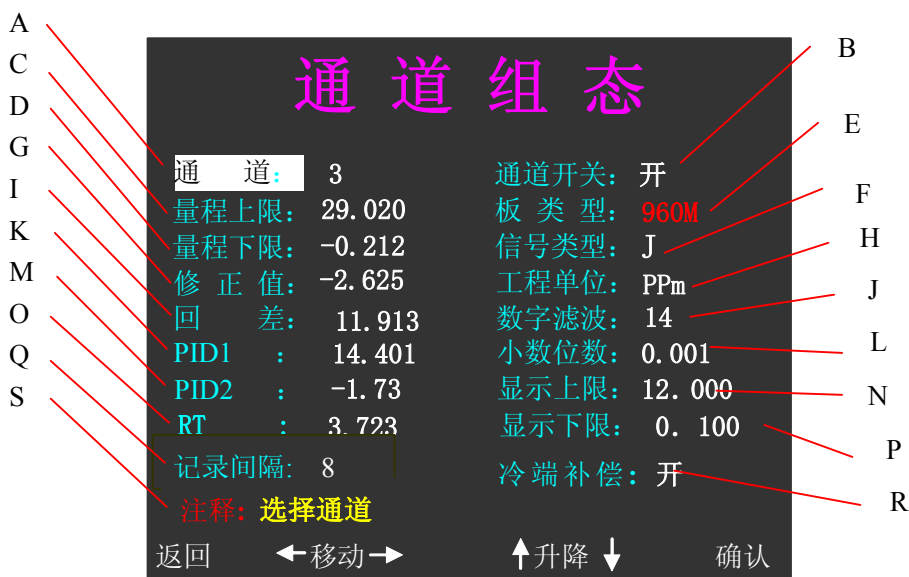 A
B
C
D
E
G
F
I
H
K
J
M
L
O
N
Q
P
S
R
通道组态
通 道： 3 通道开关： 开
量程上限： 29.020 板类型： 960M
量程下限： -0.212 信号类型： J
修正值： -2.625 工程单位： PPm
回 差： 11.913 数字滤波： 14
PID1 ： 14.401 小数位数： 0.001
PID2 ： -1.73 显示上限： 12.000
RT ： 3.723 显示下限： 0.100
记录间隔: 8 冷端补偿： 开
注释：选择通道
返回 ←移动→ ↑升降↓ 确认